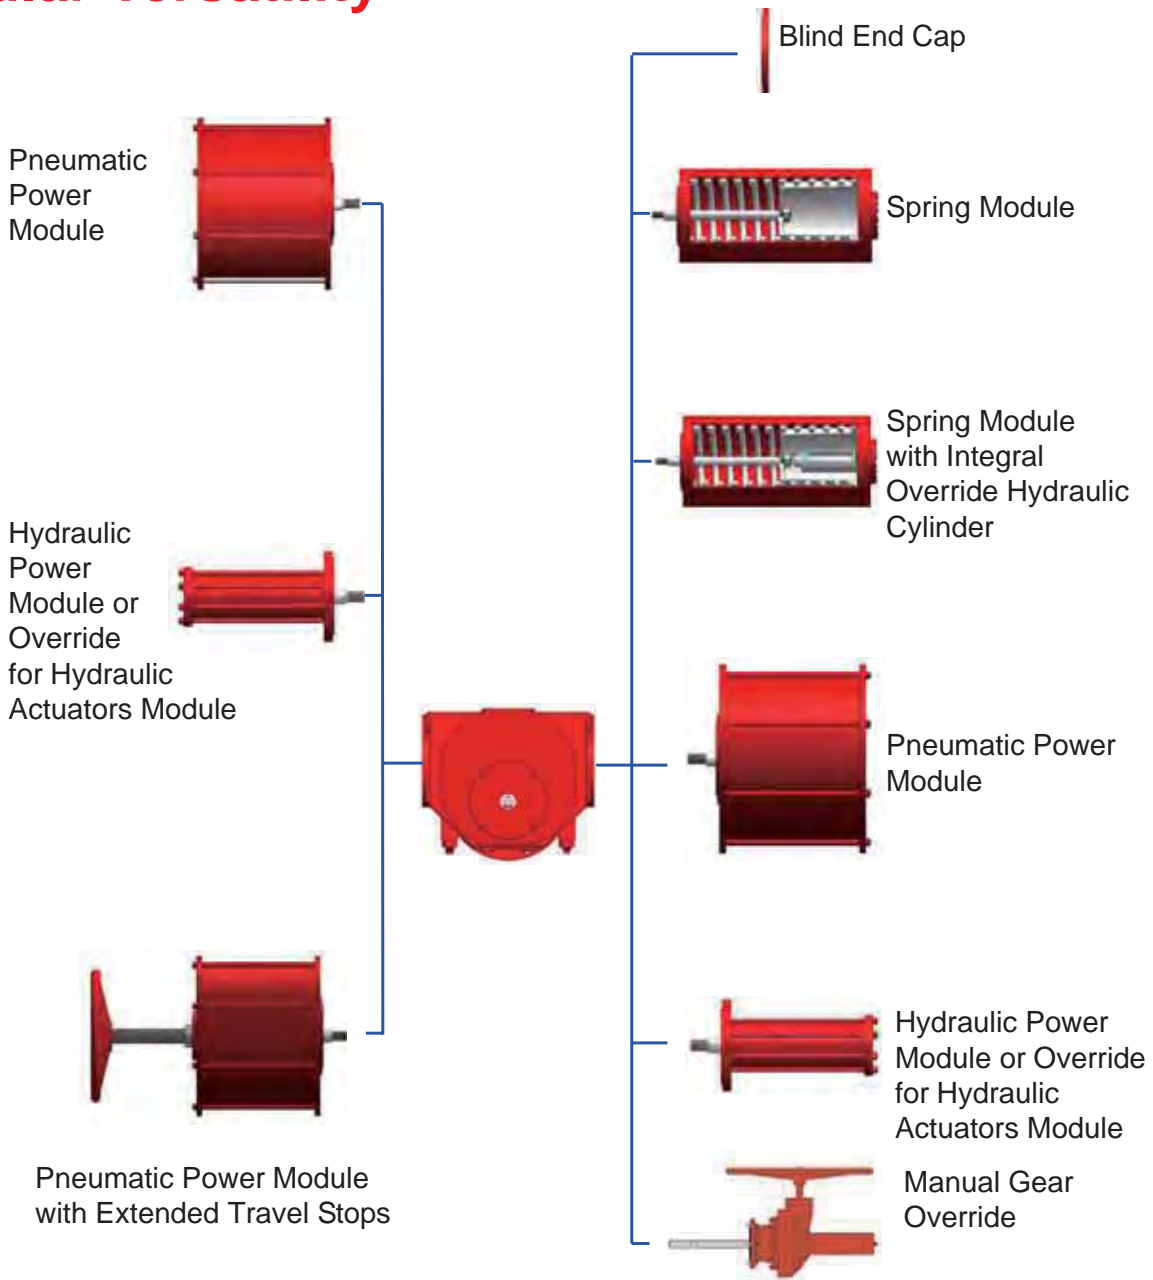 Versatility
Blind End Cap
Pneumatic
Power
Module
Spring Module
Spring Module
with Integral
Override Hydraulic
Cylinder
Hydraulic
Power
Module or
Override
for Hydraulic
Actuators Module
Pneumatic Power
Module
Hydraulic Power
Module or Override
for Hydraulic
Actuators Module
Pneumatic Power Module
with Extended Travel Stops
Manual Gear
Override